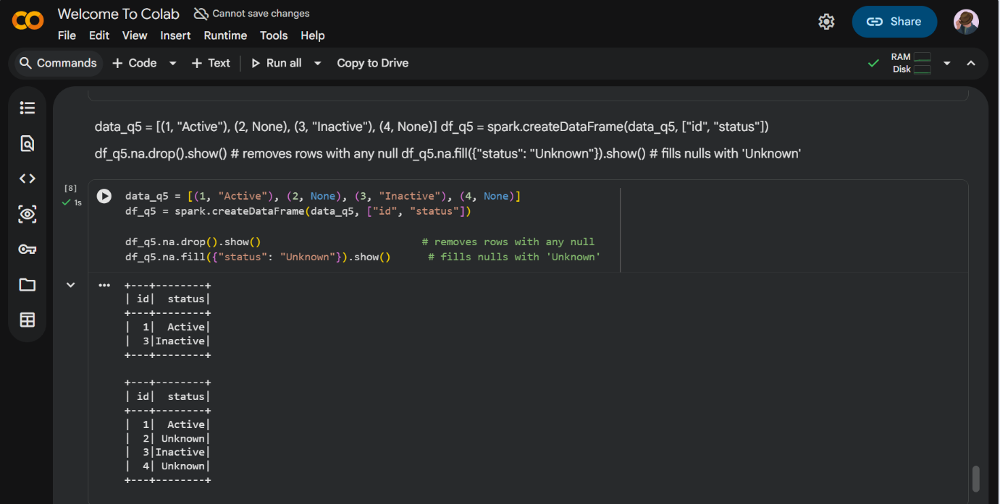 Welcome To Colab Cannot save changes
File Edit View Insert Runtime Tools Help
Share
Commands + Code + Text Run all Copy to Drive
RAM
Disk
data_q5 = [(1, "Active"), (2, None), (3, "Inactive"), (4, None)] df_q5 = spark.createDataFrame(data_q5, ["id", "status"])
df_q5.na.drop().show() # removes rows with any null df_q5.na.fill({"status": "Unknown"}).show() # fills nulls with 'Unknown'
[8]
1s
data_q5 = [(1, "Active"), (2, None), (3, "Inactive"), (4, None)]
df_q5 = spark.createDataFrame(data_q5, ["id", "status"])
df_q5.na.drop().show() # removes rows with any null
df_q5.na.fill({"status": "Unknown"}).show() # fills nulls with 'Unknown'
+---+--------+
| id|  status|
+---+--------+
|  1|  Active|
|  3|Inactive|
+---+--------+
+---+--------+
| id|  status|
+---+--------+
|  1|  Active|
|  2| Unknown|
|  3|Inactive|
|  4| Unknown|
+---+--------+